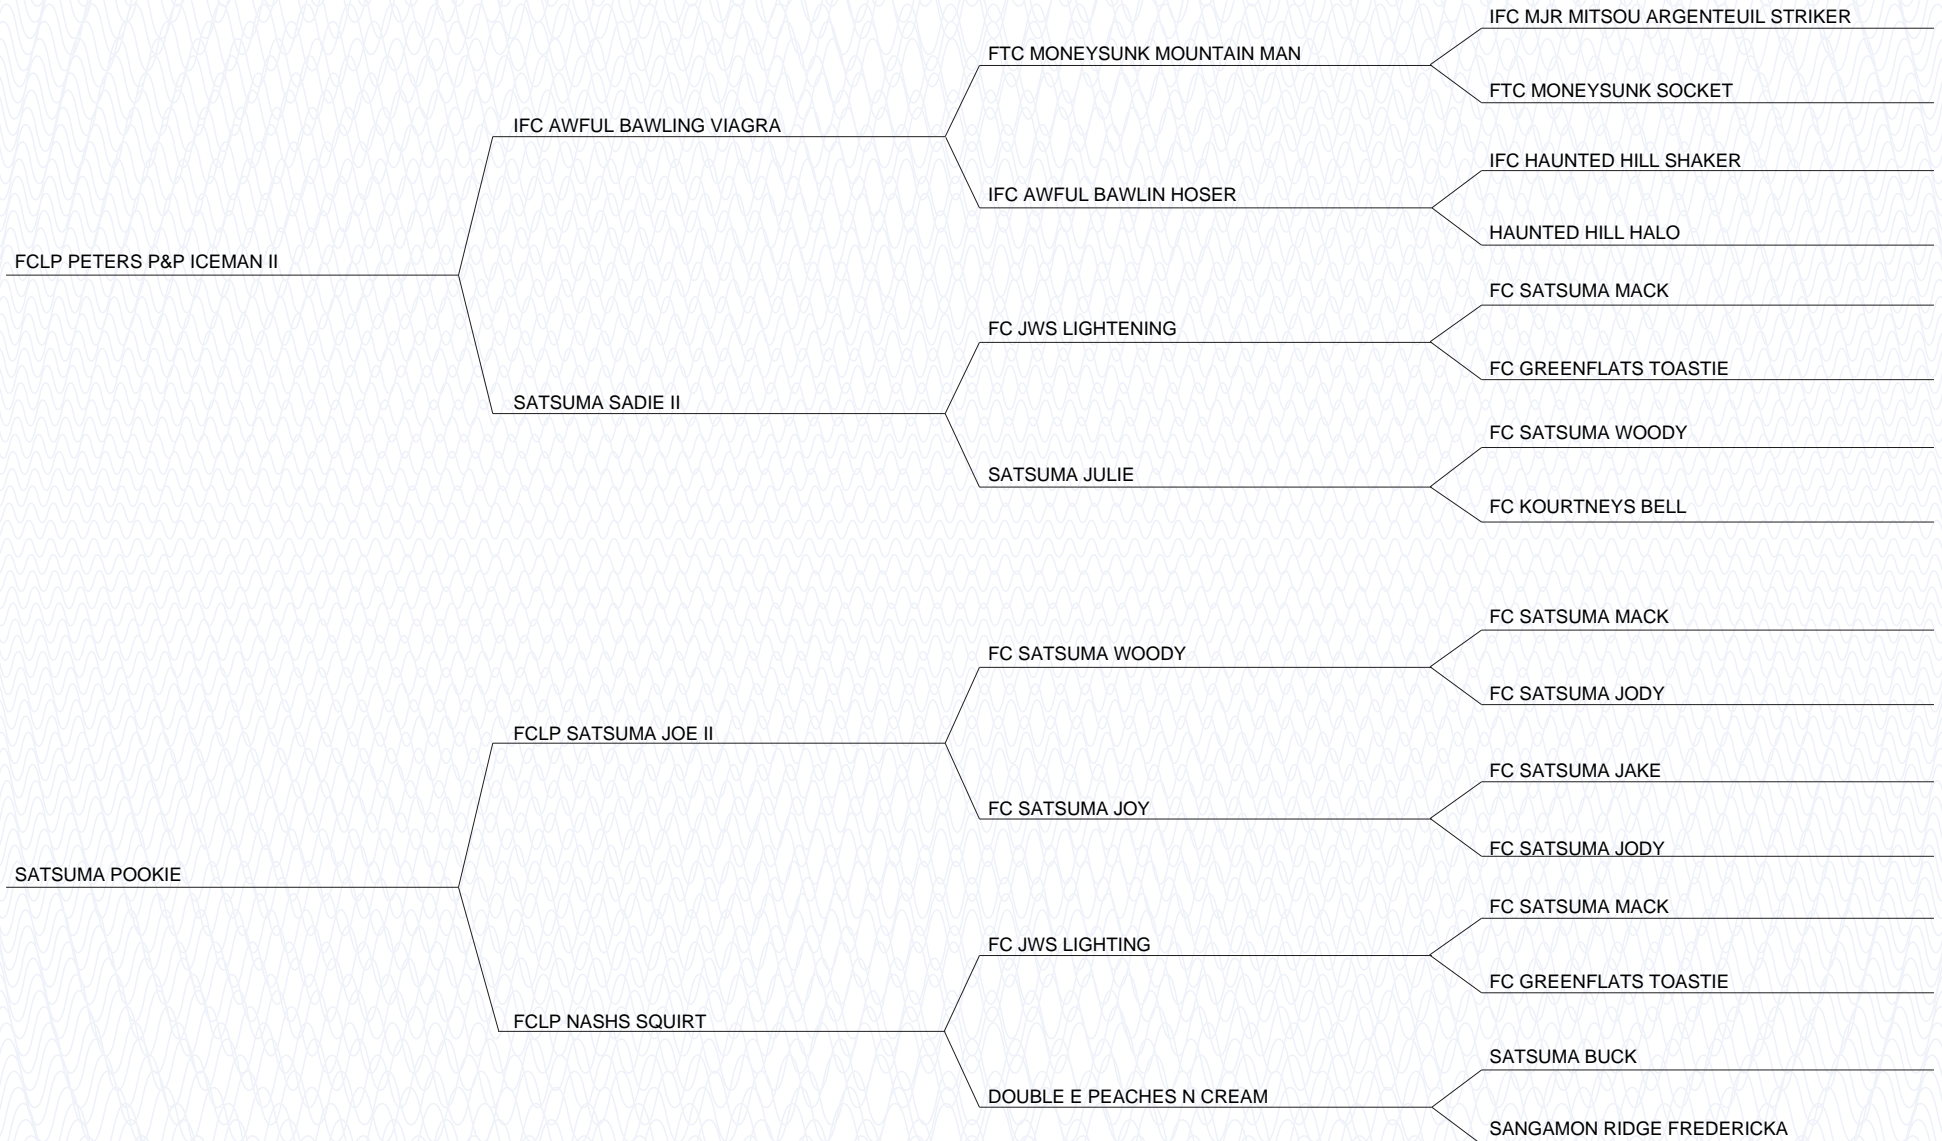 IFC MJR MITSOU ARGENTEUIL STRIKER
FTC MONEYSUNK MOUNTAIN MAN
FTC MONEYSUNK SOCKET
IFC AWFUL BAWLING VIAGRA
IFC HAUNTED HILL SHAKER
IFC AWFUL BAWLIN HOSER
HAUNTED HILL HALO
FCLP PETERS P&P ICEMAN II
FC SATSUMA MACK
FC JWS LIGHTENING
FC GREENFLATS TOASTIE
SATSUMA SADIE II
FC SATSUMA WOODY
SATSUMA JULIE
FC KOURTNEYS BELL
FC SATSUMA MACK
FC SATSUMA WOODY
FC SATSUMA JODY
FCLP SATSUMA JOE II
FC SATSUMA JAKE
FC SATSUMA JOY
FC SATSUMA JODY
SATSUMA POOKIE
FC SATSUMA MACK
FC JWS LIGHTING
FC GREENFLATS TOASTIE
FCLP NASHS SQUIRT
SATSUMA BUCK
DOUBLE E PEACHES N CREAM
SANGAMON RIDGE FREDERICKA